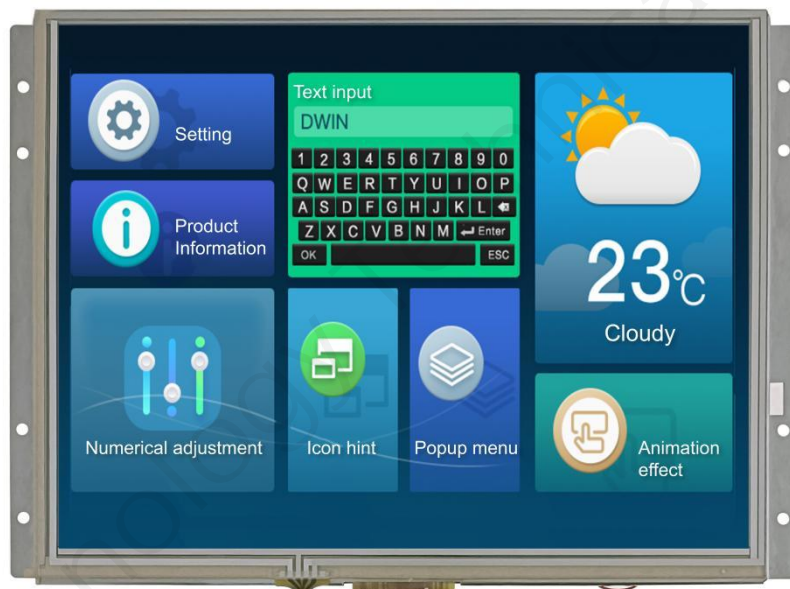 Setting
Product
Information
Numerical adjustment
Text input
DWIN
1 2 3 4 5 6 7 8 9 0
Q W E R T Y U I O P
A S D F G H J K L
Z X C V B N M Enter
OK ESC
Icon hint
Popup menu
23℃
Cloudy
Animation
effect